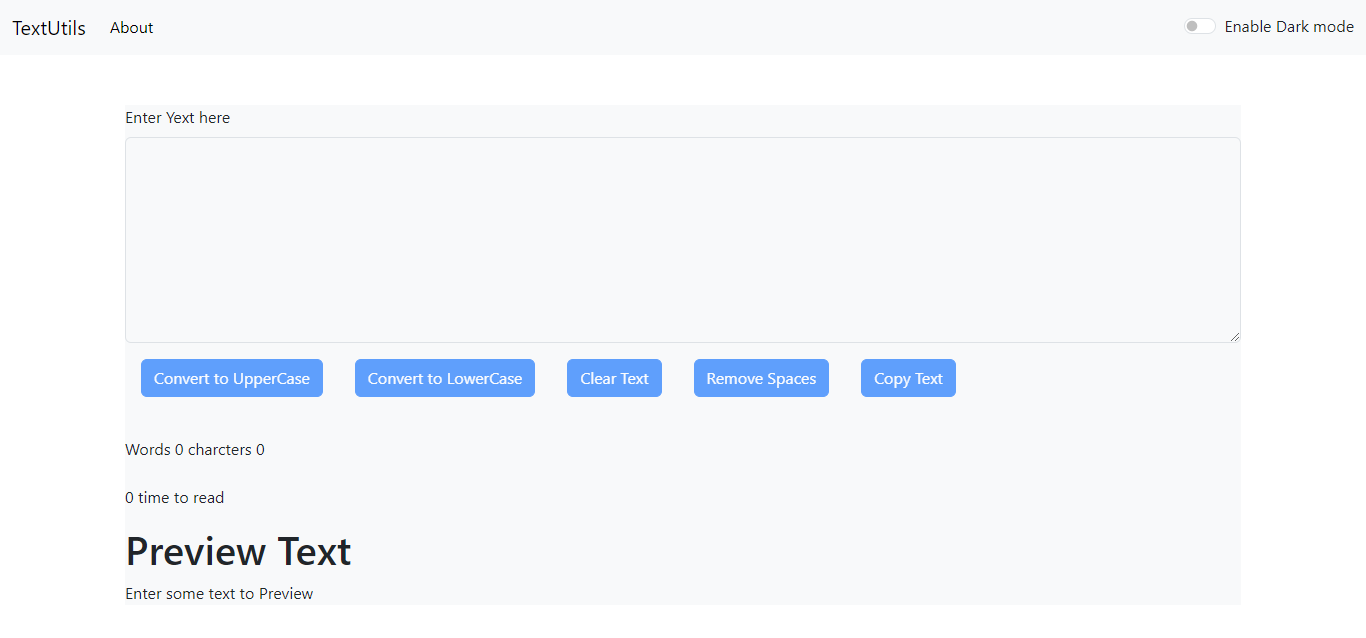 TextUtils About Enable Dark mode
Enter Yext here
Convert to UpperCase Convert to LowerCase Clear Text Remove Spaces Copy Text
Words 0 charcters 0
0 time to read
Preview Text
Enter some text to Preview